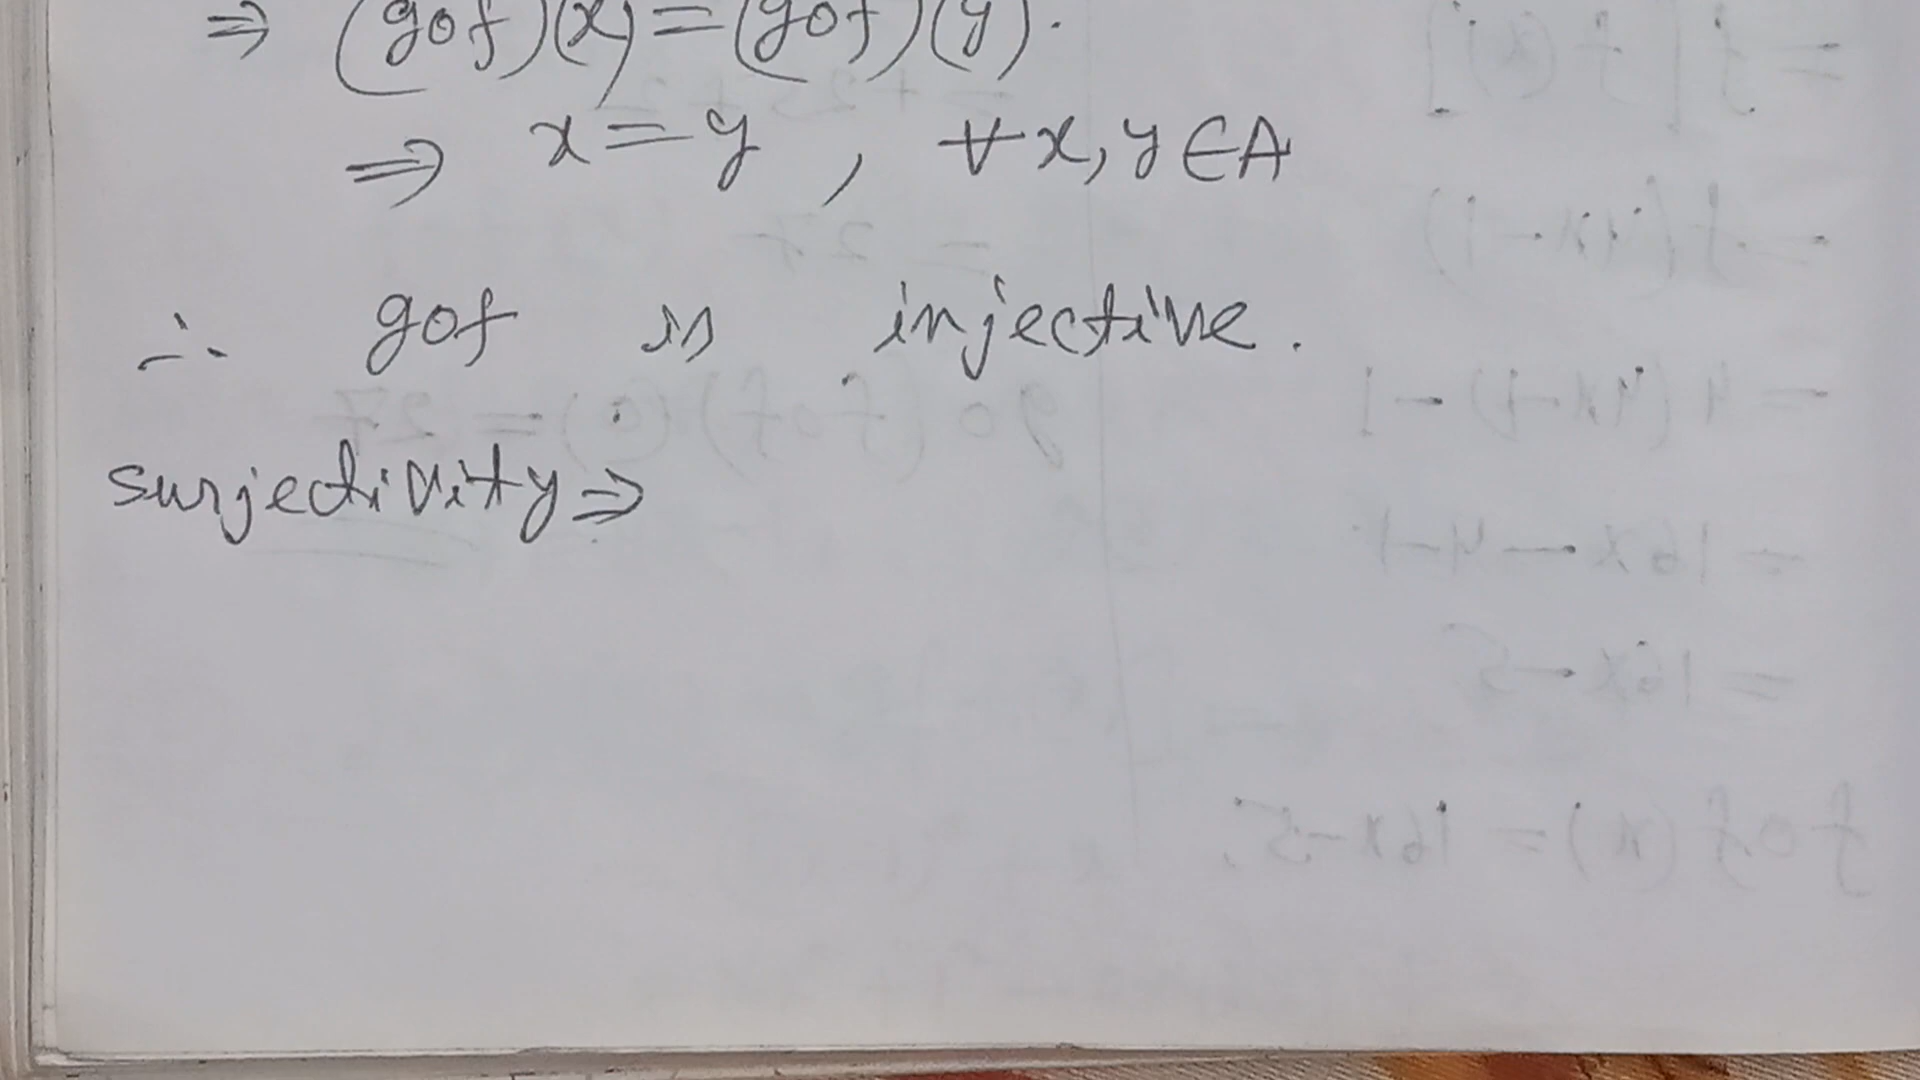 ⇒ (gof)(x) = (gof)(y).
⇒ x = y , ∀ x, y ∈ A
∴ gof is injective.
surjectivity ⇒